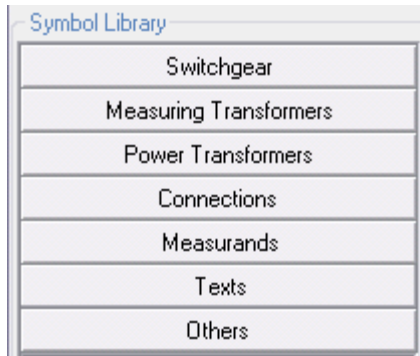 Symbol Library
Switchgear
Measuring Transformers
Power Transformers
Connections
Measurands
Texts
Others